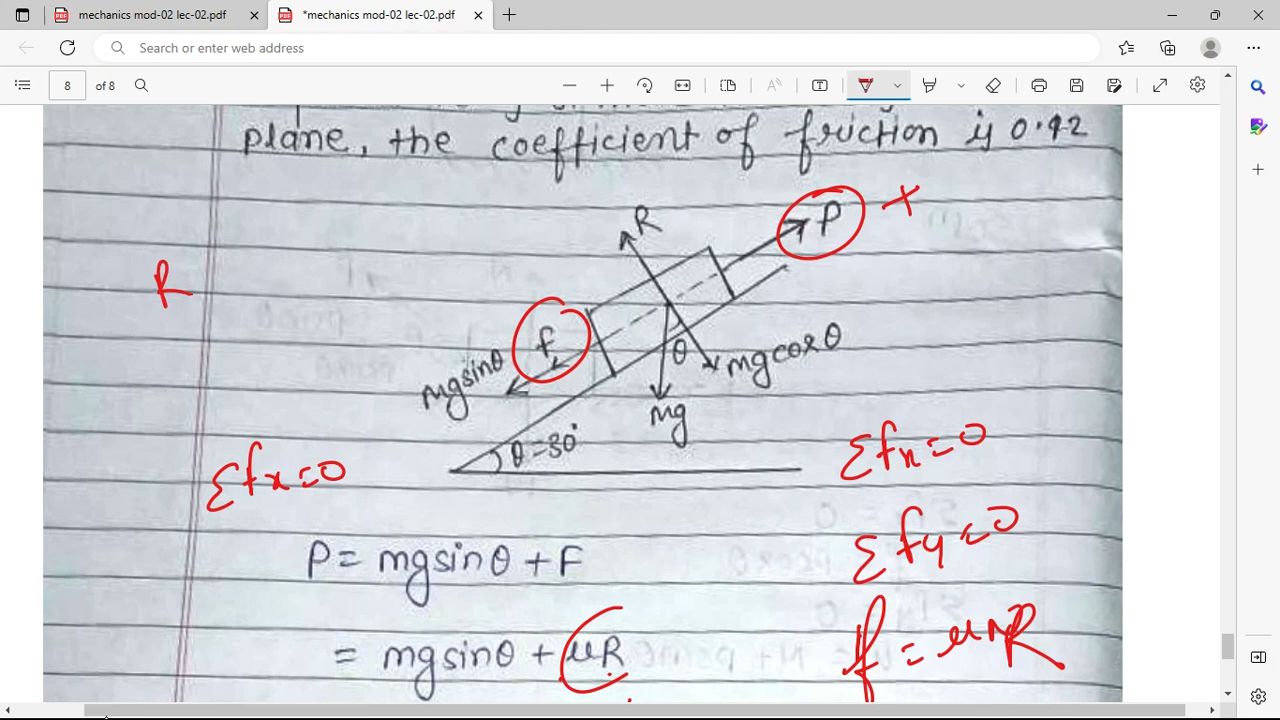 mechanics mod-02 lec-02.pdf
*mechanics mod-02 lec-02.pdf
Search or enter web address
8 of 8
plane, the coefficient of friction is 0.92
R
P
x
R
f
mgsinθ
θ
mgcosθ
mg
θ=30°
Σfx=0
Σfx=0
Σfy=0
P= mgsinθ + F
= mgsinθ + μR
f = μR